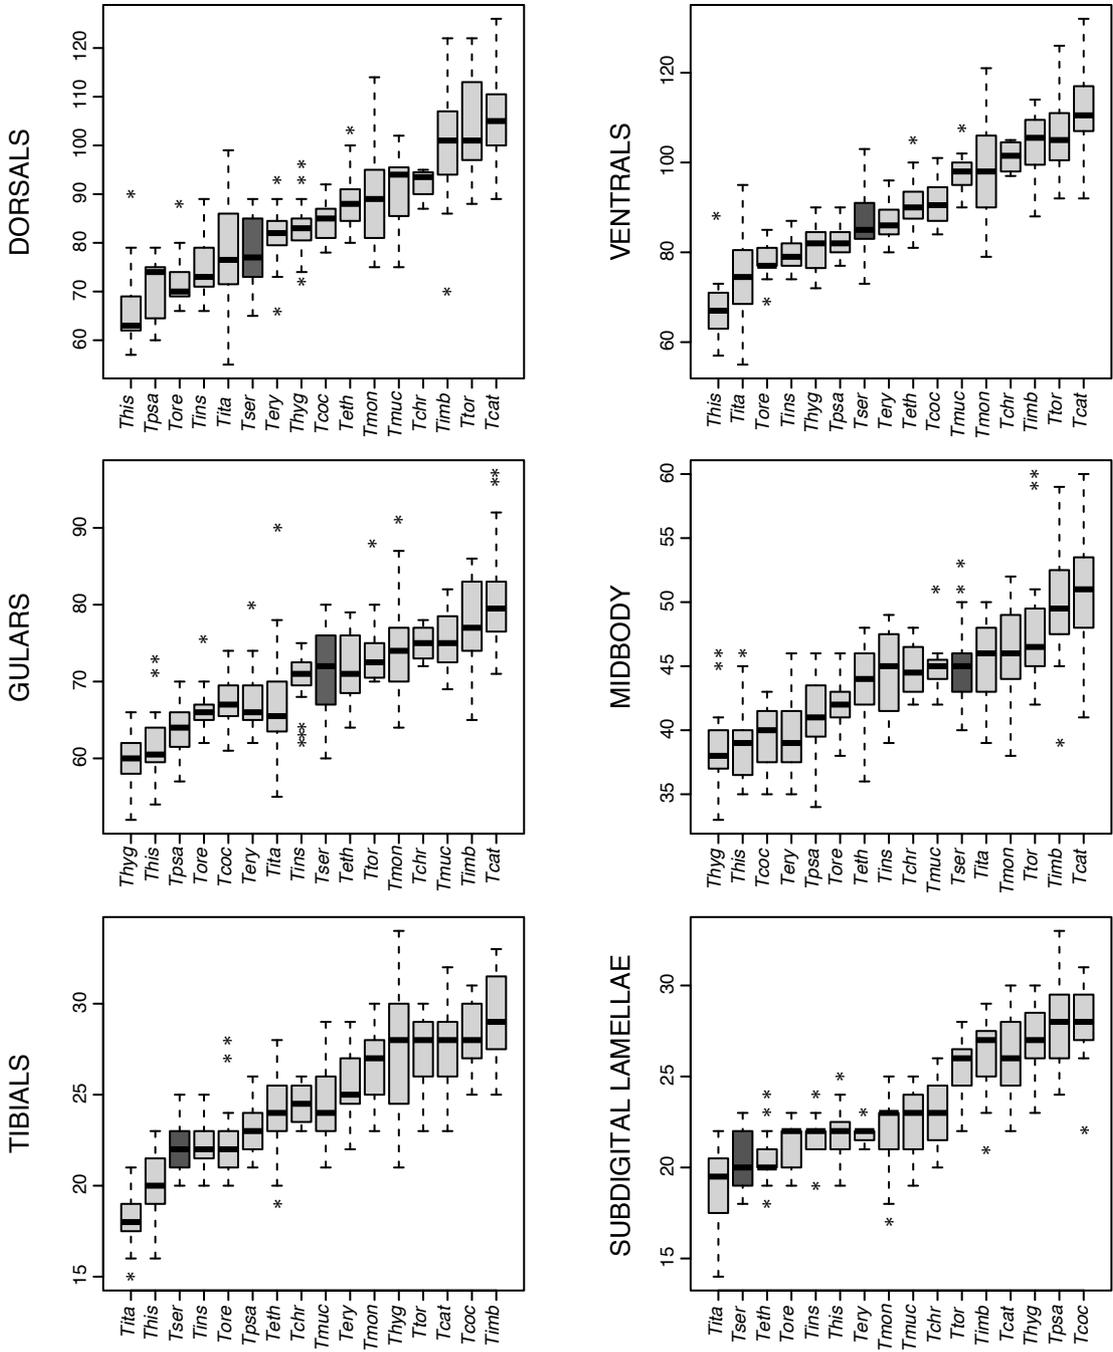 DORSALS
60 70 80 90 100 110 120
This Tpsa Tore Tins Tita Tser Tery Thyg Tcoc Teth Tmon Tmuc Tchr Timb Ttor Tcat
VENTRALS
60 80 100 120
This Tita Tore Tins Thyg Tpsa Tser Tery Teth Tcoc Tmuc Tmon Tchr Timb Ttor Tcat
GULARS
60 70 80 90
Thyg This Tpsa Tore Tcoc Tery Tita Tins Tser Teth Ttor Tmon Tchr Tmuc Timb Tcat
MIDBODY
35 40 45 50 55 60
Thyg This Tcoc Tery Tpsa Tore Teth Tins Tchr Tmuc Tser Tita Tmon Ttor Timb Tcat
TIBIALS
15 20 25 30
Tita This Tser Tins Tore Tpsa Teth Tchr Tmuc Tery Tmon Thyg Ttor Tcat Tcoc Timb
SUBDIGITAL LAMELLAE
15 20 25 30
Tita Tser Teth Tore Tins This Tery Tmon Tmuc Tchr Ttor Timb Tcat Thyg Tpsa Tcoc